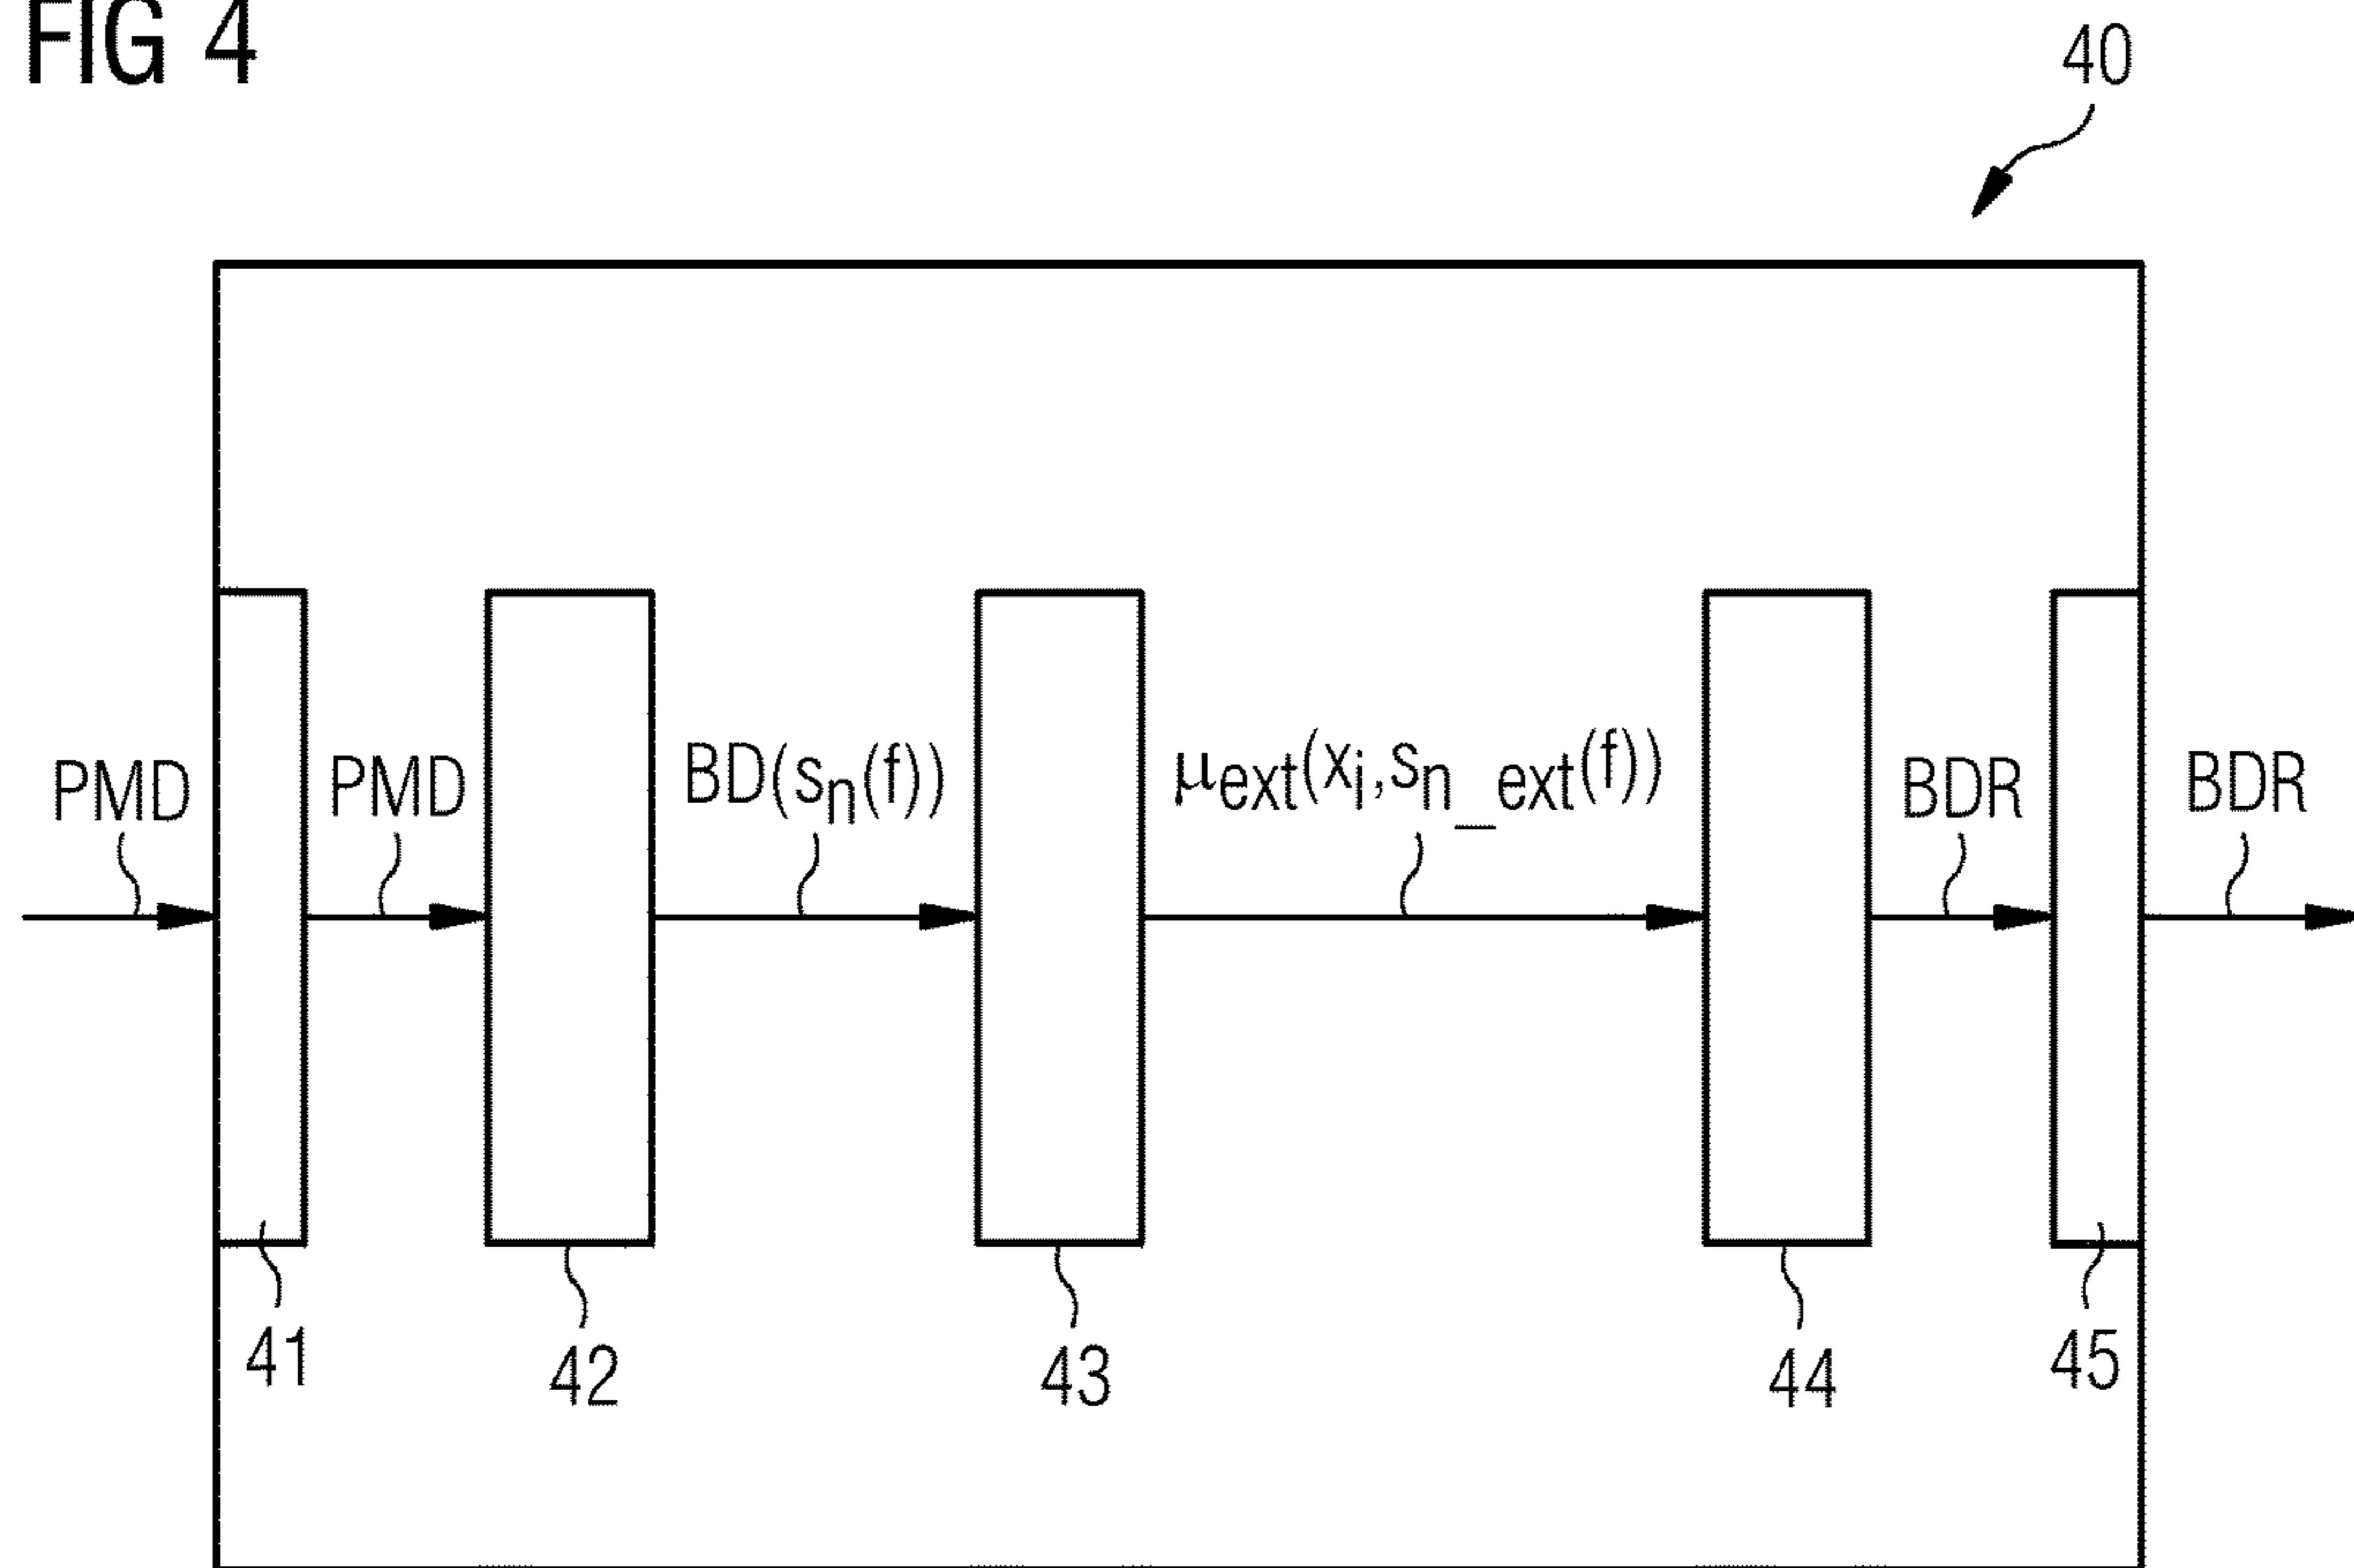 FIG 4
40
PMD
PMD
BD(sn(f))
μext(xi,sn_ext(f))
BDR
BDR
41
42
43
44
45